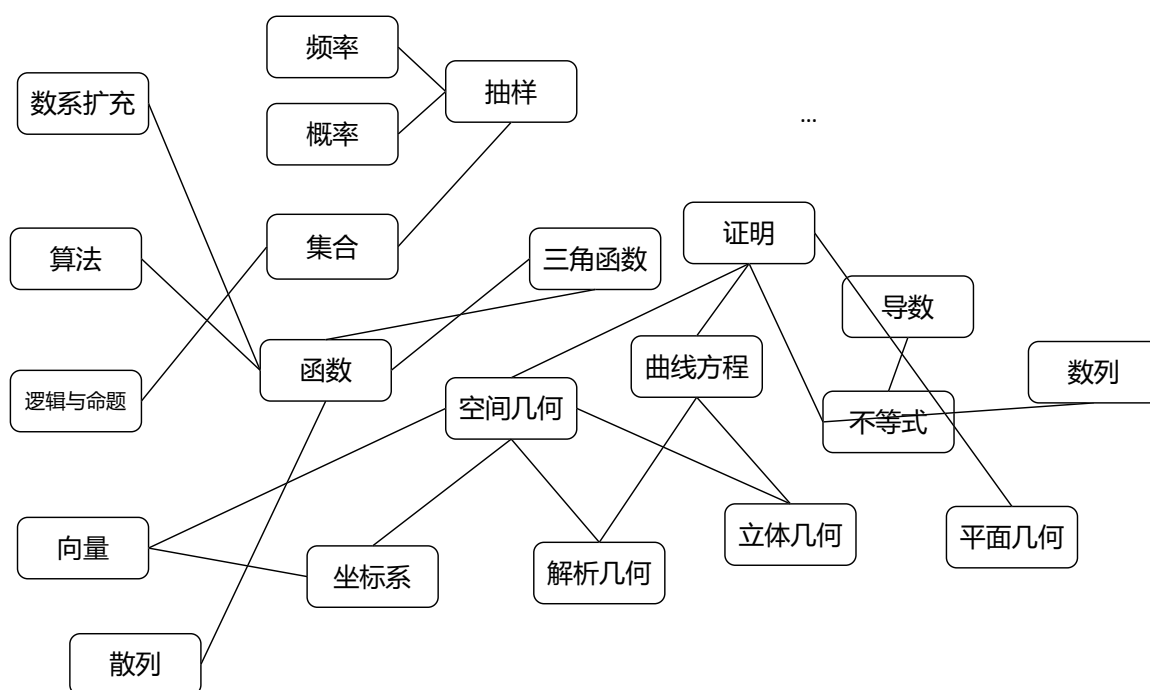 频率
抽样
数系扩充
概率
...
证明
集合
算法
三角函数
导数
曲线方程
函数
数列
逻辑与命题
空间几何
不等式
立体几何
平面几何
向量
坐标系
解析几何
散列